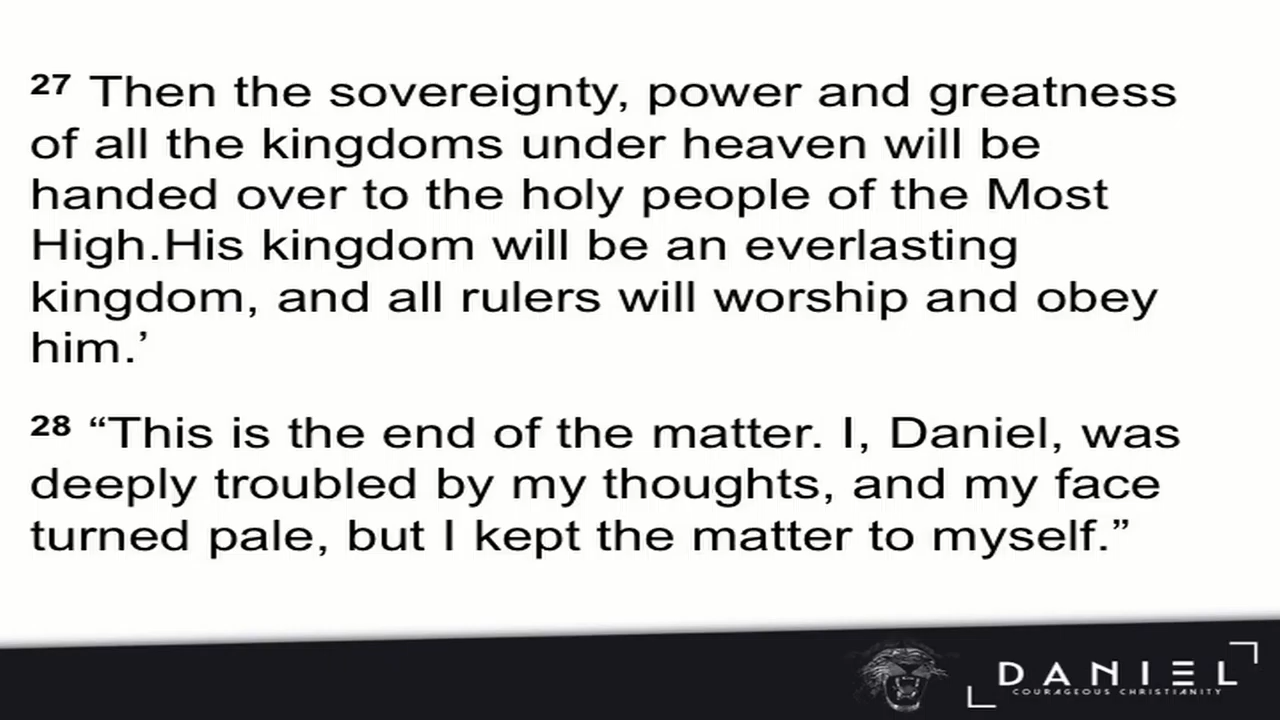 27 Then the sovereignty, power and greatness
of all the kingdoms under heaven will be
handed over to the holy people of the Most
High.His kingdom will be an everlasting
kingdom, and all rulers will worship and obey
him.’
28 “This is the end of the matter. I, Daniel, was
deeply troubled by my thoughts, and my face
turned pale, but I kept the matter to myself.”
DANIEL
COURAGEOUS CHRISTIANITY